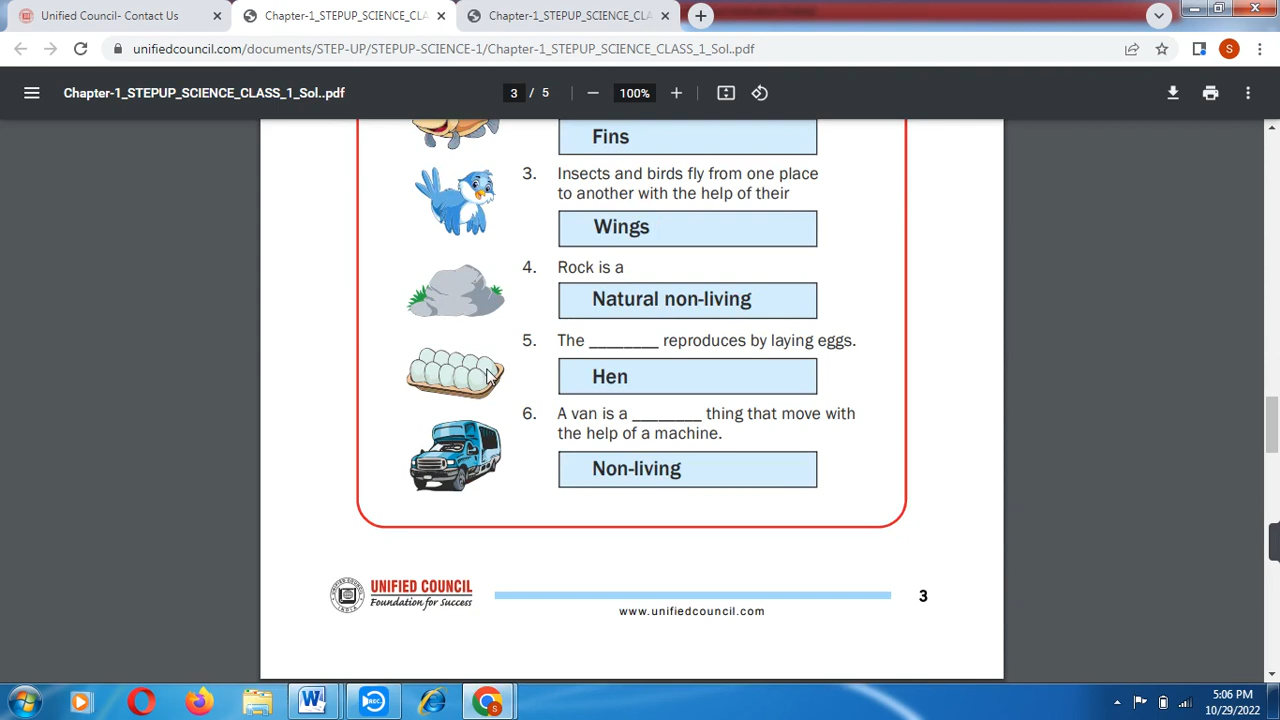 Unified Council- Contact Us
Chapter-1_STEPUP_SCIENCE_CLA
Chapter-1_STEPUP_SCIENCE_CLA
unifiedcouncil.com/documents/STEP-UP/STEPUP-SCIENCE-1/Chapter-1_STEPUP_SCIENCE_CLASS_1_Sol..pdf
S
Chapter-1_STEPUP_SCIENCE_CLASS_1_Sol..pdf
3 / 5
100%
Fins
3. Insects and birds fly from one place
to another with the help of their
Wings
4. Rock is a
Natural non-living
5. The ________ reproduces by laying eggs.
Hen
6. A van is a ________ thing that move with
the help of a machine.
Non-living
UNIFIED COUNCIL
Foundation for Success
www.unifiedcouncil.com
3
REC
S
5:06 PM
10/29/2022